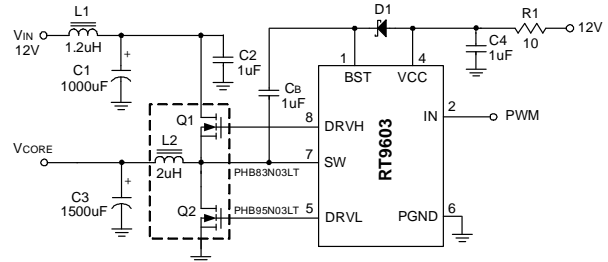 L1
VIN
12V
1.2uH
C1
1000uF
C2
1uF
CB
1uF
D1
R1
10
12V
C4
1uF
1
BST
4
VCC
Q1
8
DRVH
IN
2
PWM
RT9603
VCORE
L2
2uH
7
SW
PHB83N03LT
C3
1500uF
Q2
PHB95N03LT
5
DRVL
PGND
6